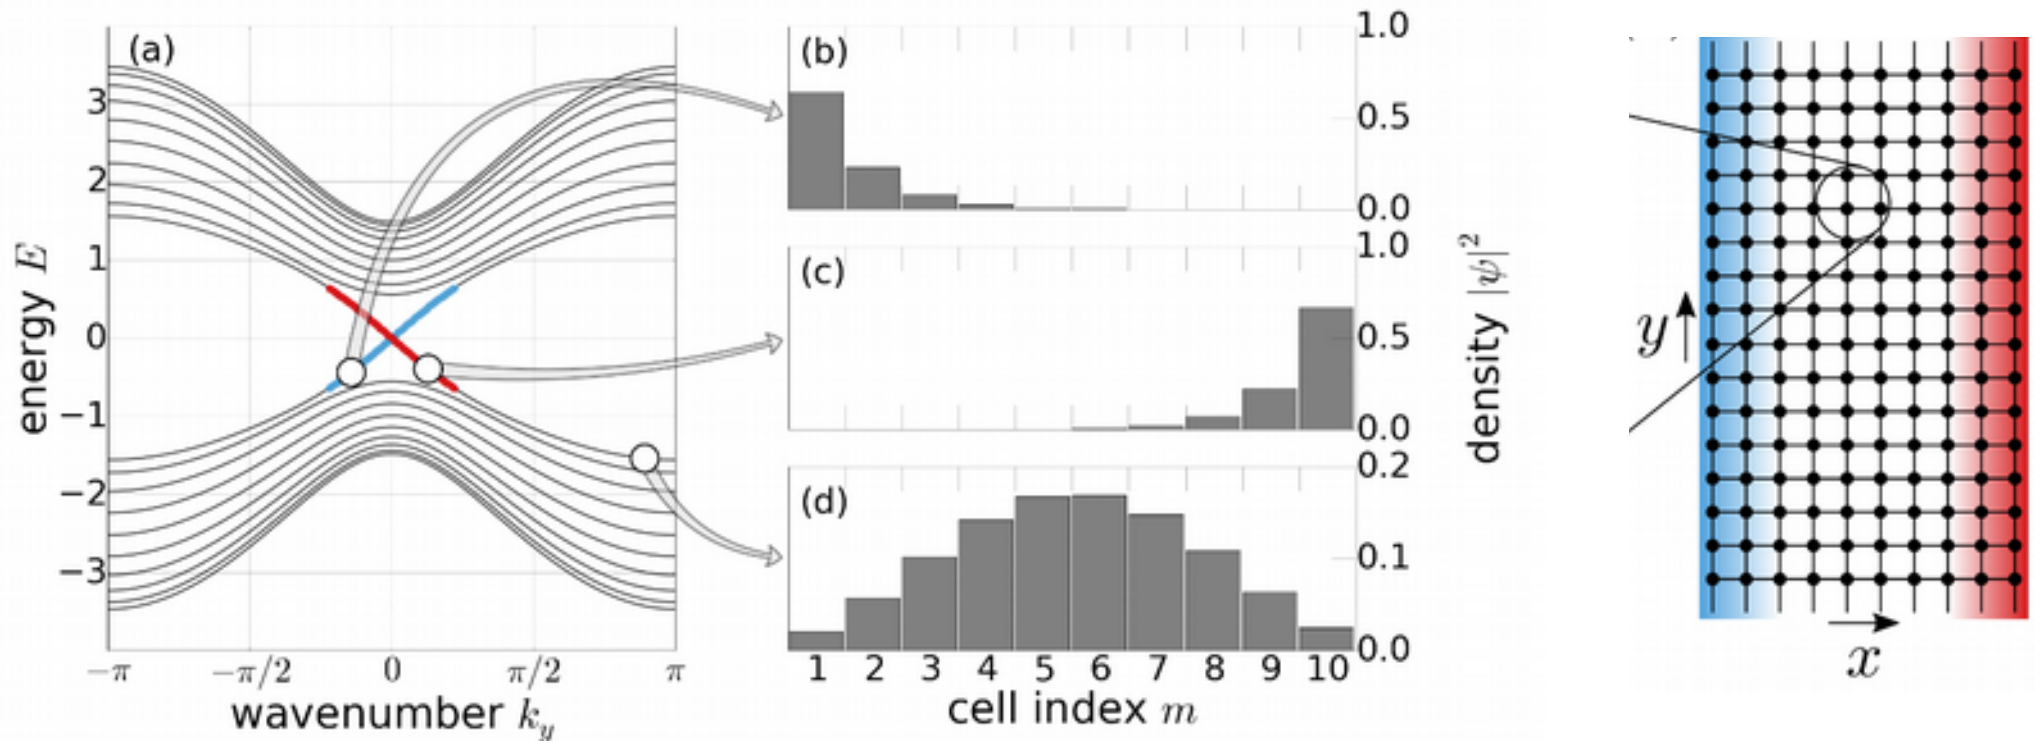 (a)
3
2
1
0
−1
−2
−3
energy E
−π
−π/2
0
π/2
π
wavenumber k_y
(b)
1.0
0.5
0.0
(c)
1.0
0.5
0.0
(d)
0.2
0.1
0.0
1 2 3 4 5 6 7 8 9 10
cell index m
density |ψ|²
y
x